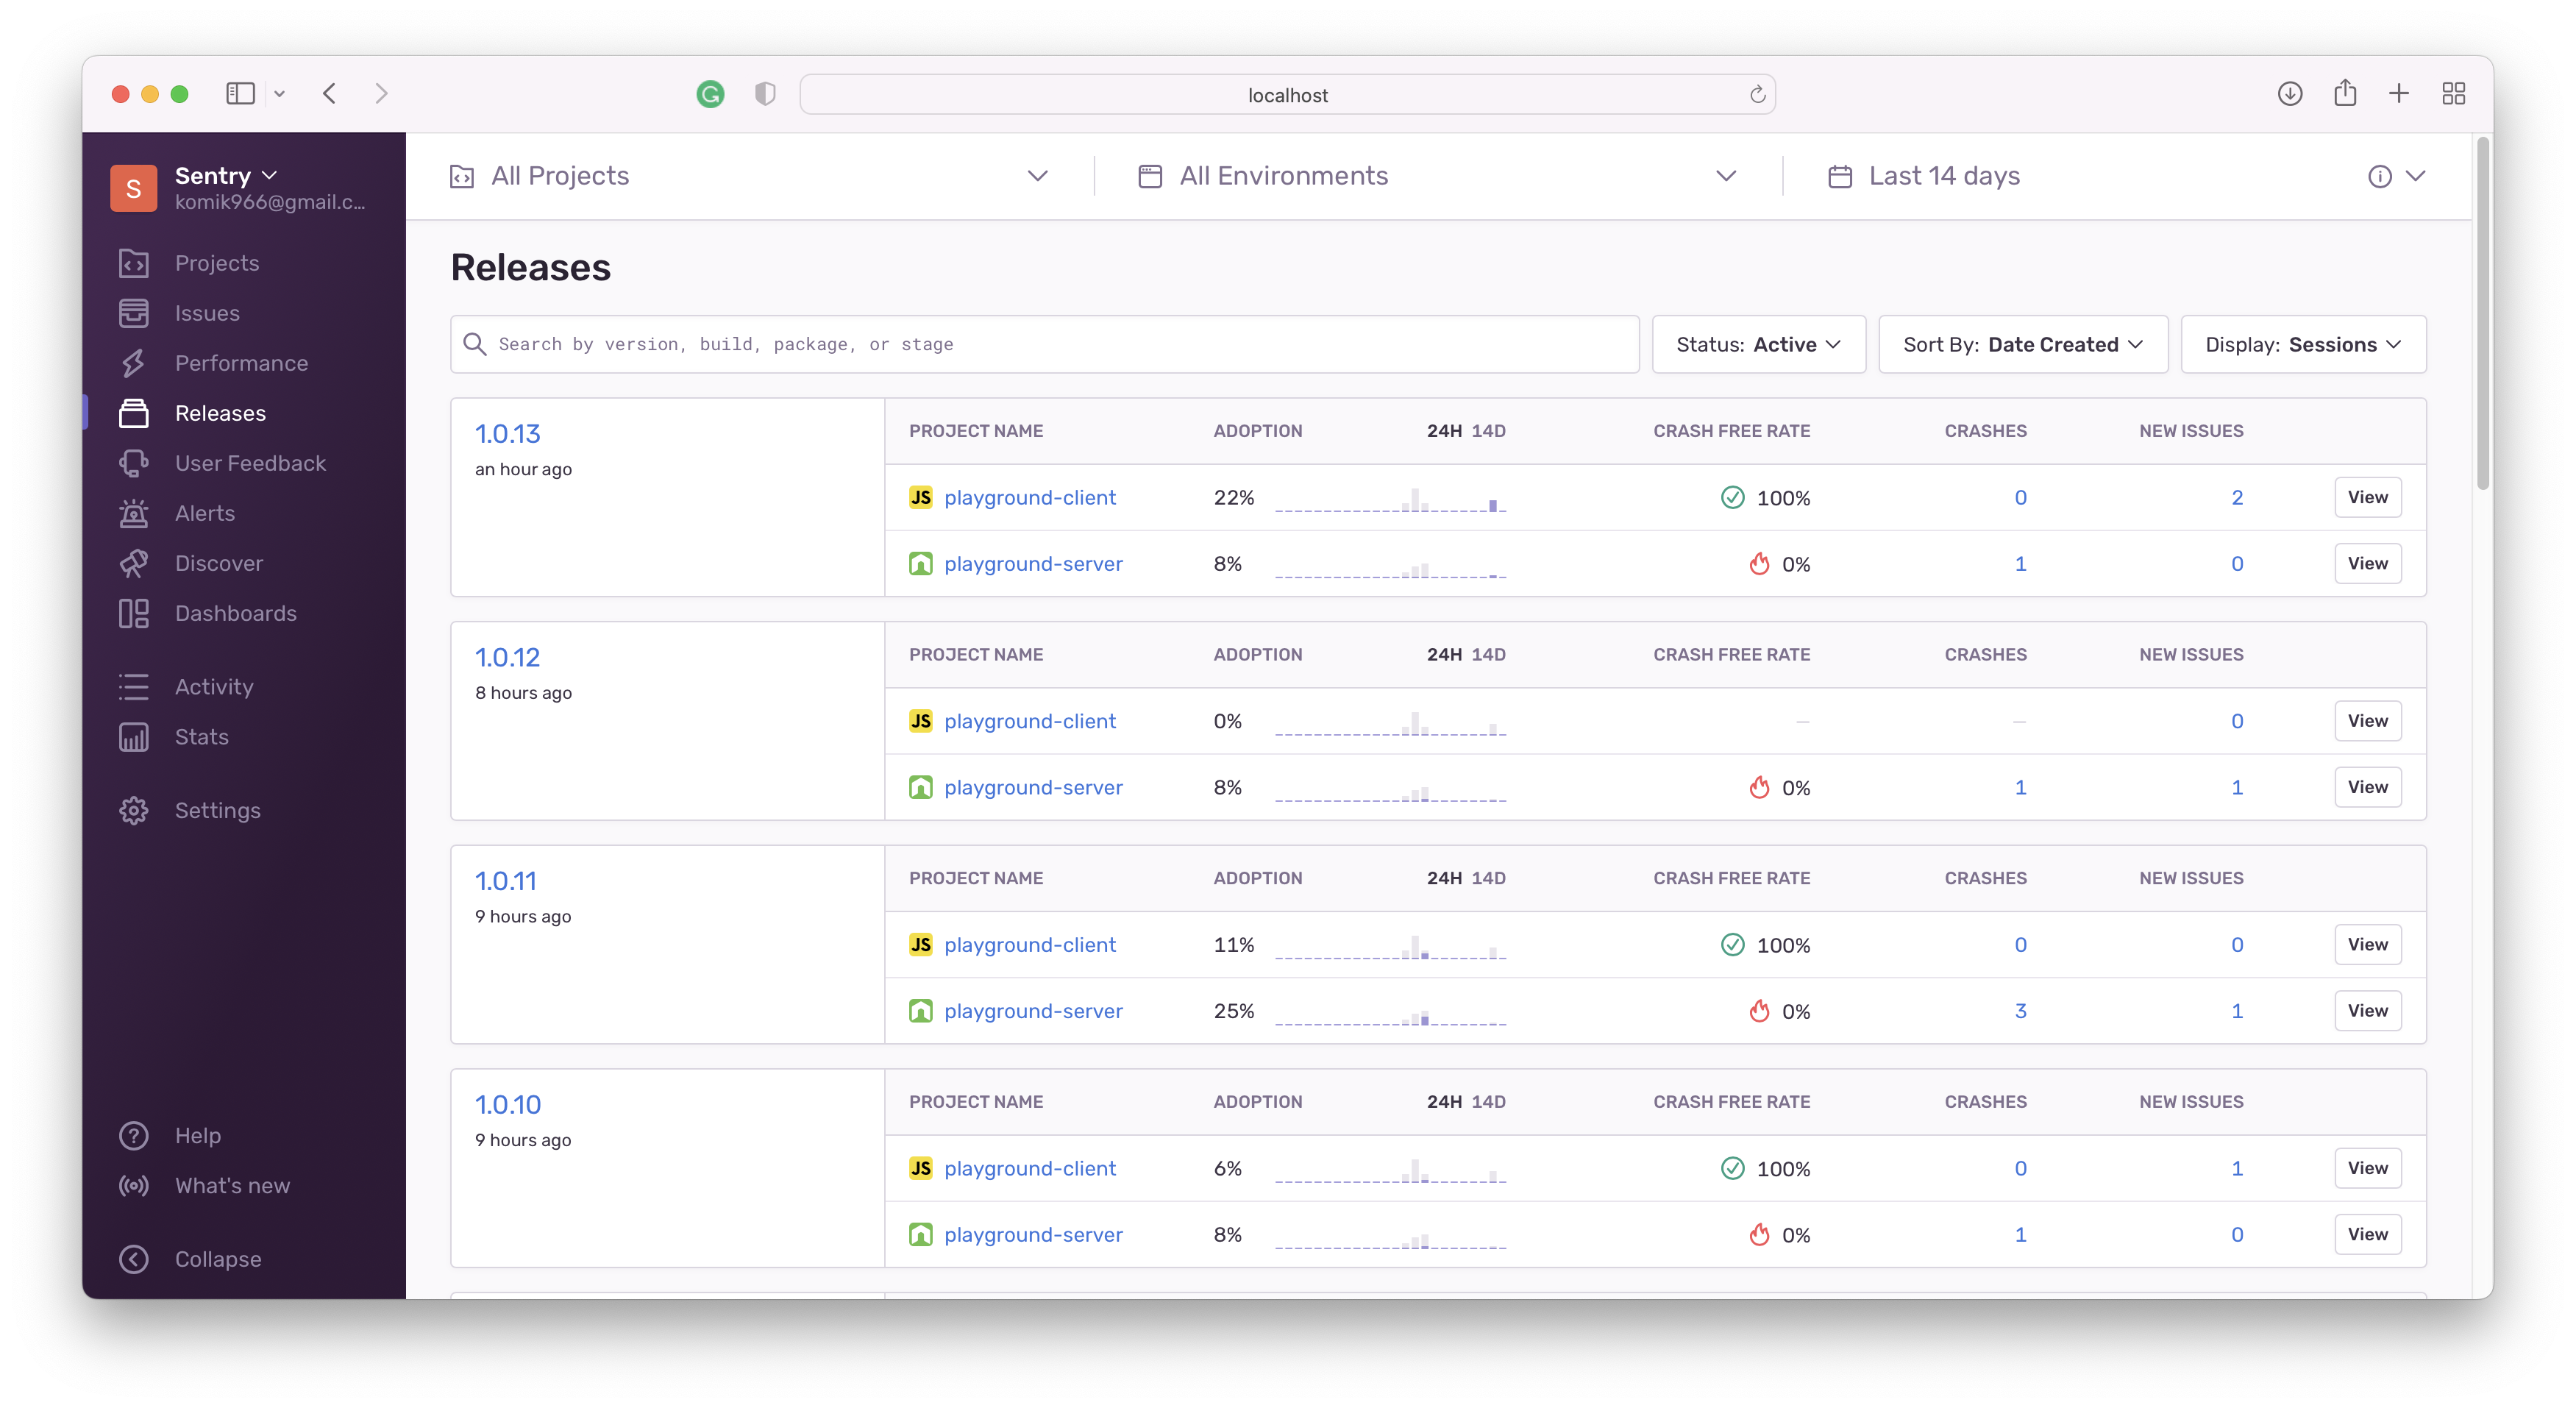 localhost
S
Sentry
komik966@gmail.c...
Projects
Issues
Performance
Releases
User Feedback
Alerts
Discover
Dashboards
Activity
Stats
Settings
Help
What's new
Collapse
All Projects
All Environments
Last 14 days
Releases
Search by version, build, package, or stage
Status: Active
Sort By: Date Created
Display: Sessions
1.0.13
an hour ago
PROJECT NAME ADOPTION 24H 14D CRASH FREE RATE CRASHES NEW ISSUES
JS playground-client 22% 100% 0 2 View
playground-server 8% 0% 1 0 View
1.0.12
8 hours ago
PROJECT NAME ADOPTION 24H 14D CRASH FREE RATE CRASHES NEW ISSUES
JS playground-client 0% — — 0 View
playground-server 8% 0% 1 1 View
1.0.11
9 hours ago
PROJECT NAME ADOPTION 24H 14D CRASH FREE RATE CRASHES NEW ISSUES
JS playground-client 11% 100% 0 0 View
playground-server 25% 0% 3 1 View
1.0.10
9 hours ago
PROJECT NAME ADOPTION 24H 14D CRASH FREE RATE CRASHES NEW ISSUES
JS playground-client 6% 100% 0 1 View
playground-server 8% 0% 1 0 View